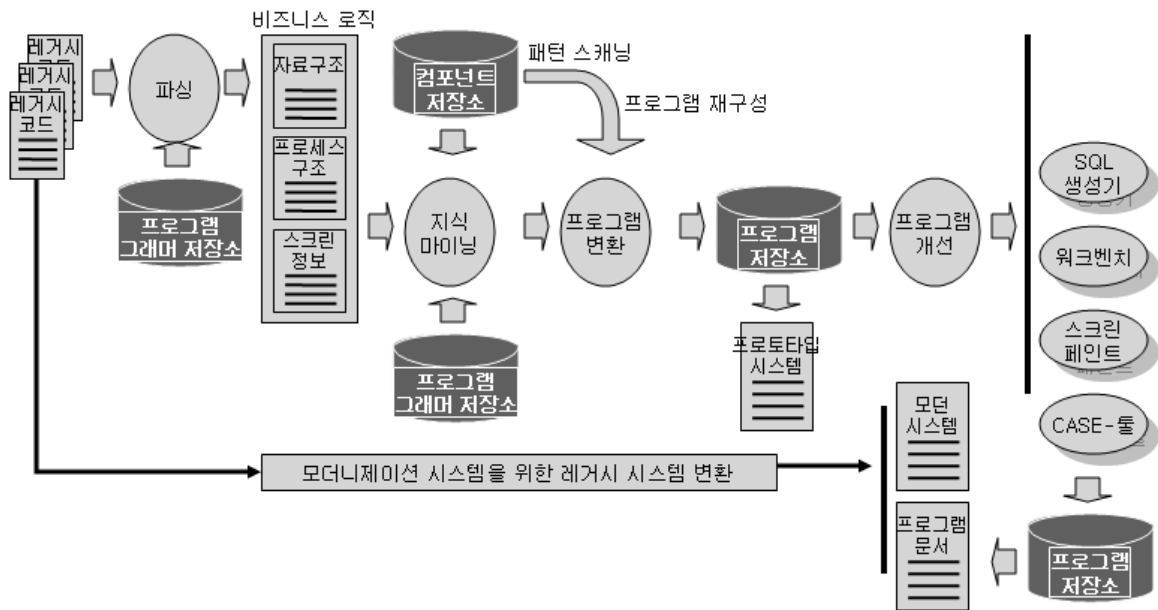 비즈니스 로직
레거시
코드
레거시
코드
레거시
코드
파싱
프로그램
그래머 저장소
자료구조
프로세스
구조
스크린
정보
컴포넌트
저장소
패턴 스캐닝
프로그램 재구성
지식
마이닝
프로그램
그래머 저장소
프로그램
변환
프로그램
저장소
프로토타입
시스템
프로그램
개선
SQL
생성기
워크벤치
스크린
페인트
CASE-툴
모더니제이션 시스템을 위한 레거시 시스템 변환
모던
시스템
프로그램
문서
프로그램
저장소